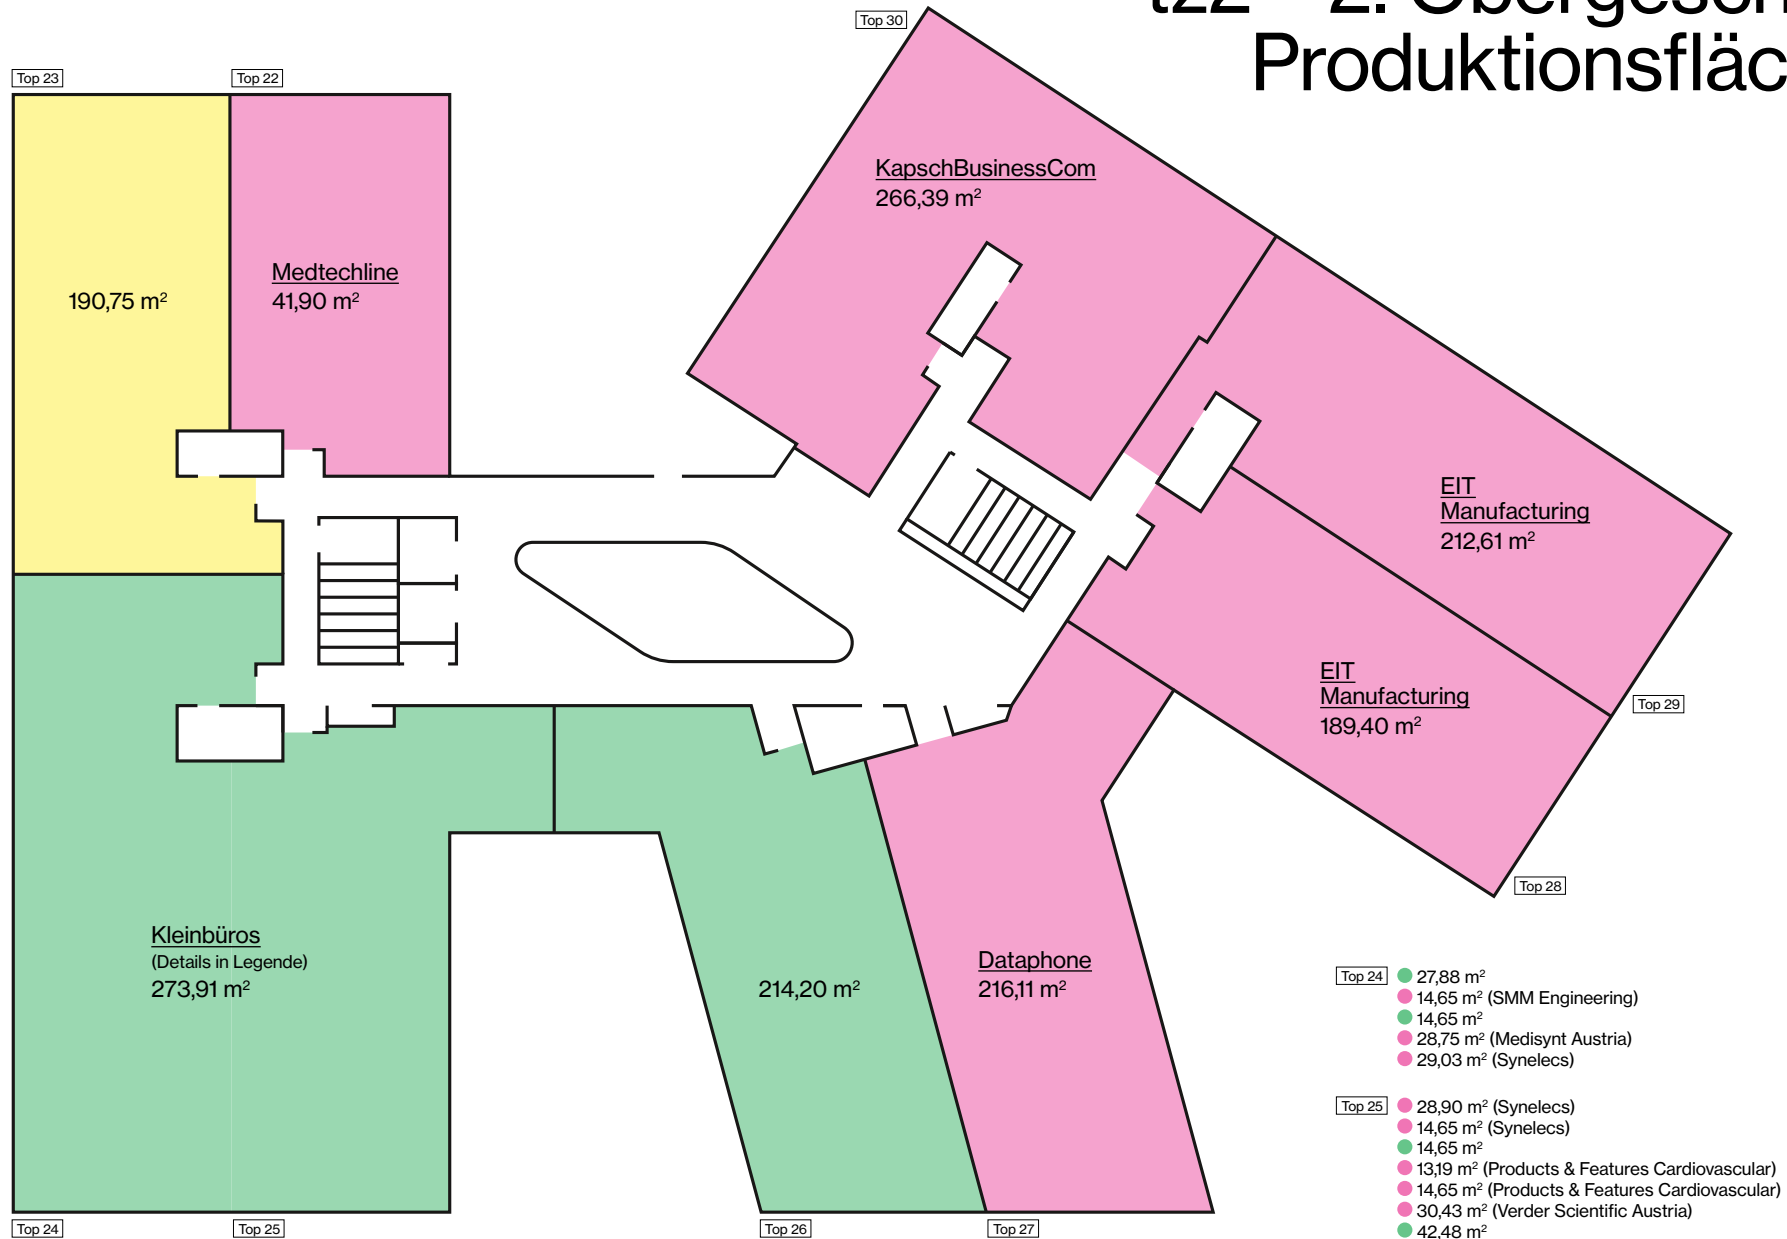 tzz – 2. Obergesch
Produktionsfläc
Top 30
Top 23
Top 22
KapschBusinessCom
266,39 m²
Medtechline
41,90 m²
190,75 m²
EIT
Manufacturing
212,61 m²
EIT
Manufacturing
189,40 m²
Top 29
Top 28
Kleinbüros
(Details in Legende)
273,91 m²
214,20 m²
Dataphone
216,11 m²
Top 24
27,88 m²
14,65 m² (SMM Engineering)
14,65 m²
28,75 m² (Medisynt Austria)
29,03 m² (Synelecs)
Top 25
28,90 m² (Synelecs)
14,65 m² (Synelecs)
14,65 m²
13,19 m² (Products & Features Cardiovascular)
14,65 m² (Products & Features Cardiovascular)
30,43 m² (Verder Scientific Austria)
42,48 m²
Top 24
Top 25
Top 26
Top 27